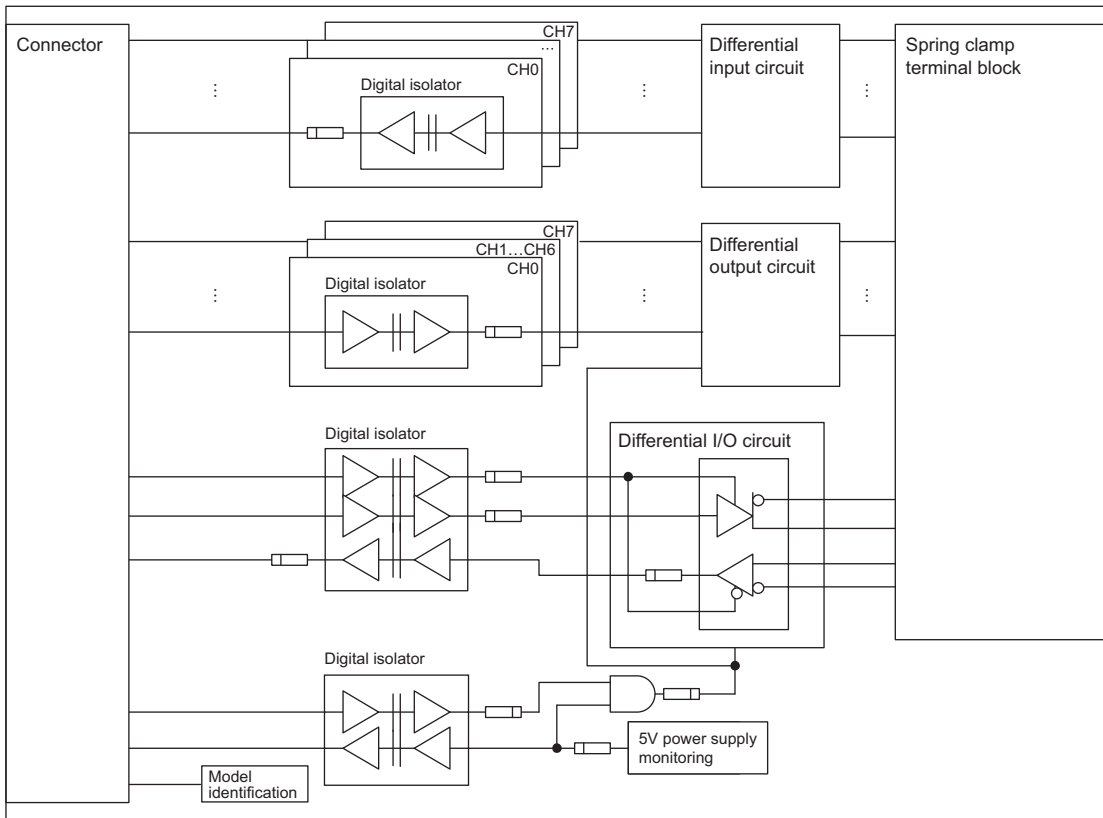 Connector
CH7
...
CH0
Digital isolator
Differential
input circuit
Spring clamp
terminal block
CH7
CH1…CH6
CH0
Digital isolator
Differential
output circuit
Digital isolator
Differential I/O circuit
Digital isolator
5V power supply
monitoring
Model
identification